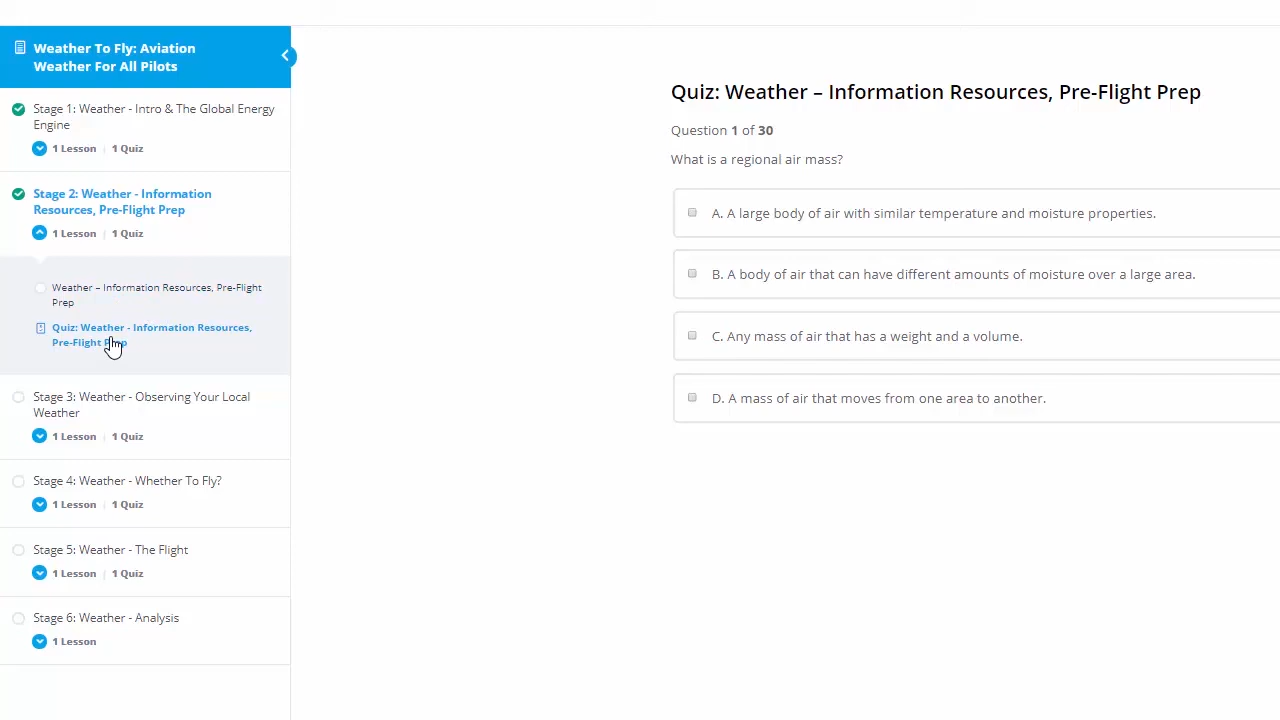 Weather To Fly: Aviation
Weather For All Pilots
Stage 1: Weather - Intro & The Global Energy
Engine
1 Lesson | 1 Quiz
Stage 2: Weather - Information
Resources, Pre-Flight Prep
1 Lesson | 1 Quiz
Weather – Information Resources, Pre-Flight
Prep
Quiz: Weather - Information Resources,
Pre-Flight Prep
Stage 3: Weather - Observing Your Local
Weather
1 Lesson | 1 Quiz
Stage 4: Weather - Whether To Fly?
1 Lesson | 1 Quiz
Stage 5: Weather - The Flight
1 Lesson | 1 Quiz
Stage 6: Weather - Analysis
1 Lesson
Quiz: Weather – Information Resources, Pre-Flight Prep
Question 1 of 30
What is a regional air mass?
A. A large body of air with similar temperature and moisture properties.
B. A body of air that can have different amounts of moisture over a large area.
C. Any mass of air that has a weight and a volume.
D. A mass of air that moves from one area to another.